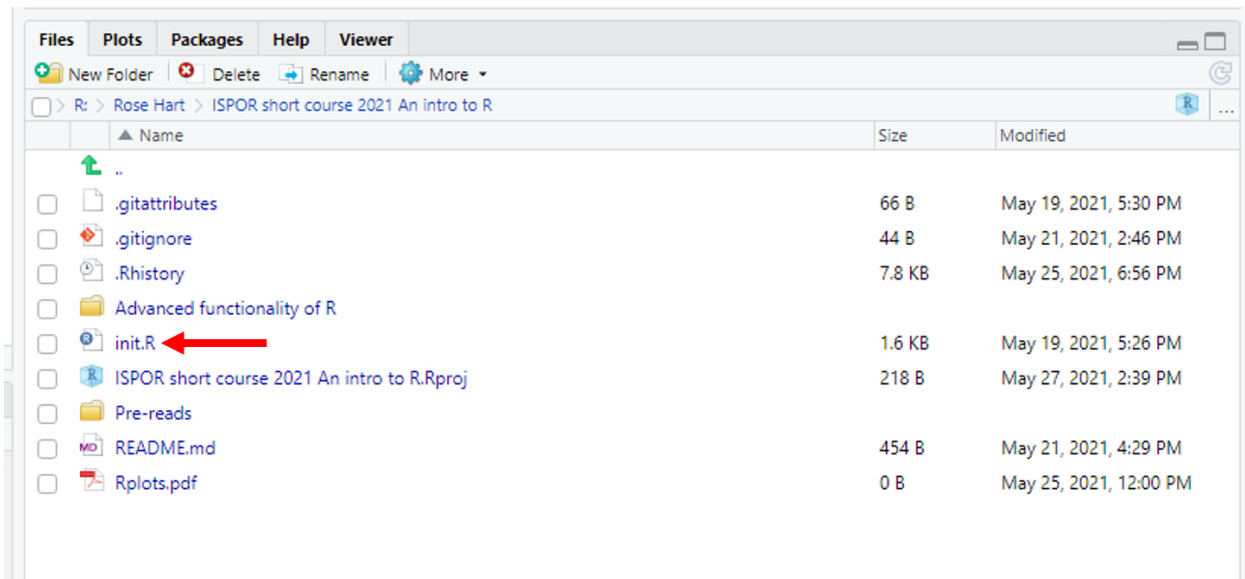 Files Plots Packages Help Viewer
New Folder Delete Rename More
R: > Rose Hart > ISPOR short course 2021 An intro to R R ...
Name Size Modified
..
.gitattributes 66 B May 19, 2021, 5:30 PM
.gitignore 44 B May 21, 2021, 2:46 PM
.Rhistory 7.8 KB May 25, 2021, 6:56 PM
Advanced functionality of R
R init.R 1.6 KB May 19, 2021, 5:26 PM
R ISPOR short course 2021 An intro to R.Rproj 218 B May 27, 2021, 2:39 PM
Pre-reads
MD README.md 454 B May 21, 2021, 4:29 PM
Rplots.pdf 0 B May 25, 2021, 12:00 PM